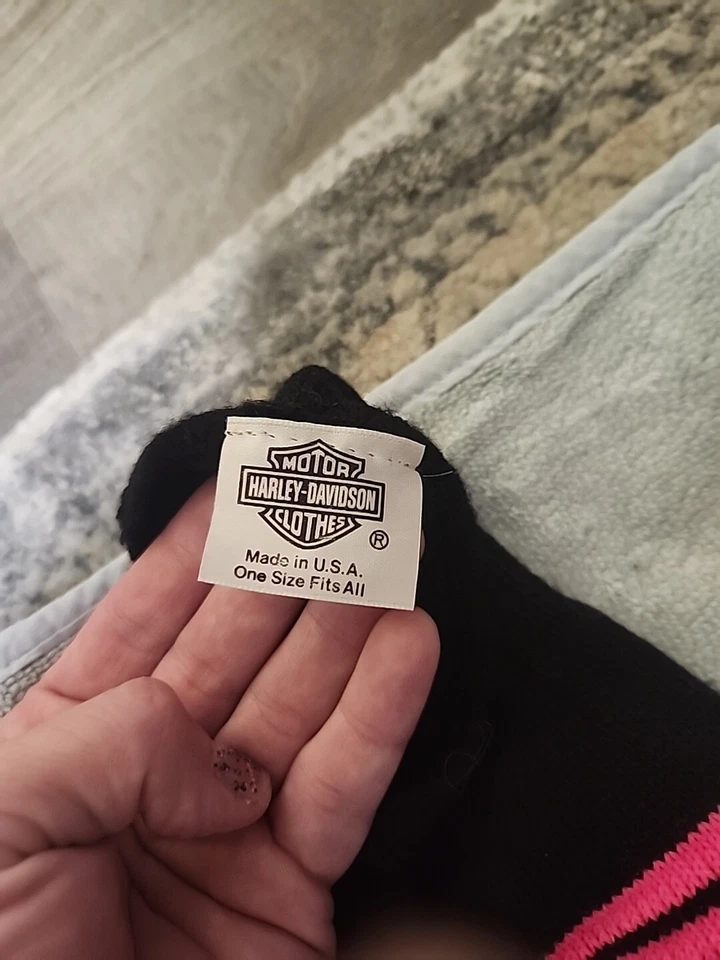 MOTOR
HARLEY-DAVIDSON
CLOTHES
®
Made in U.S.A.
One Size Fits All